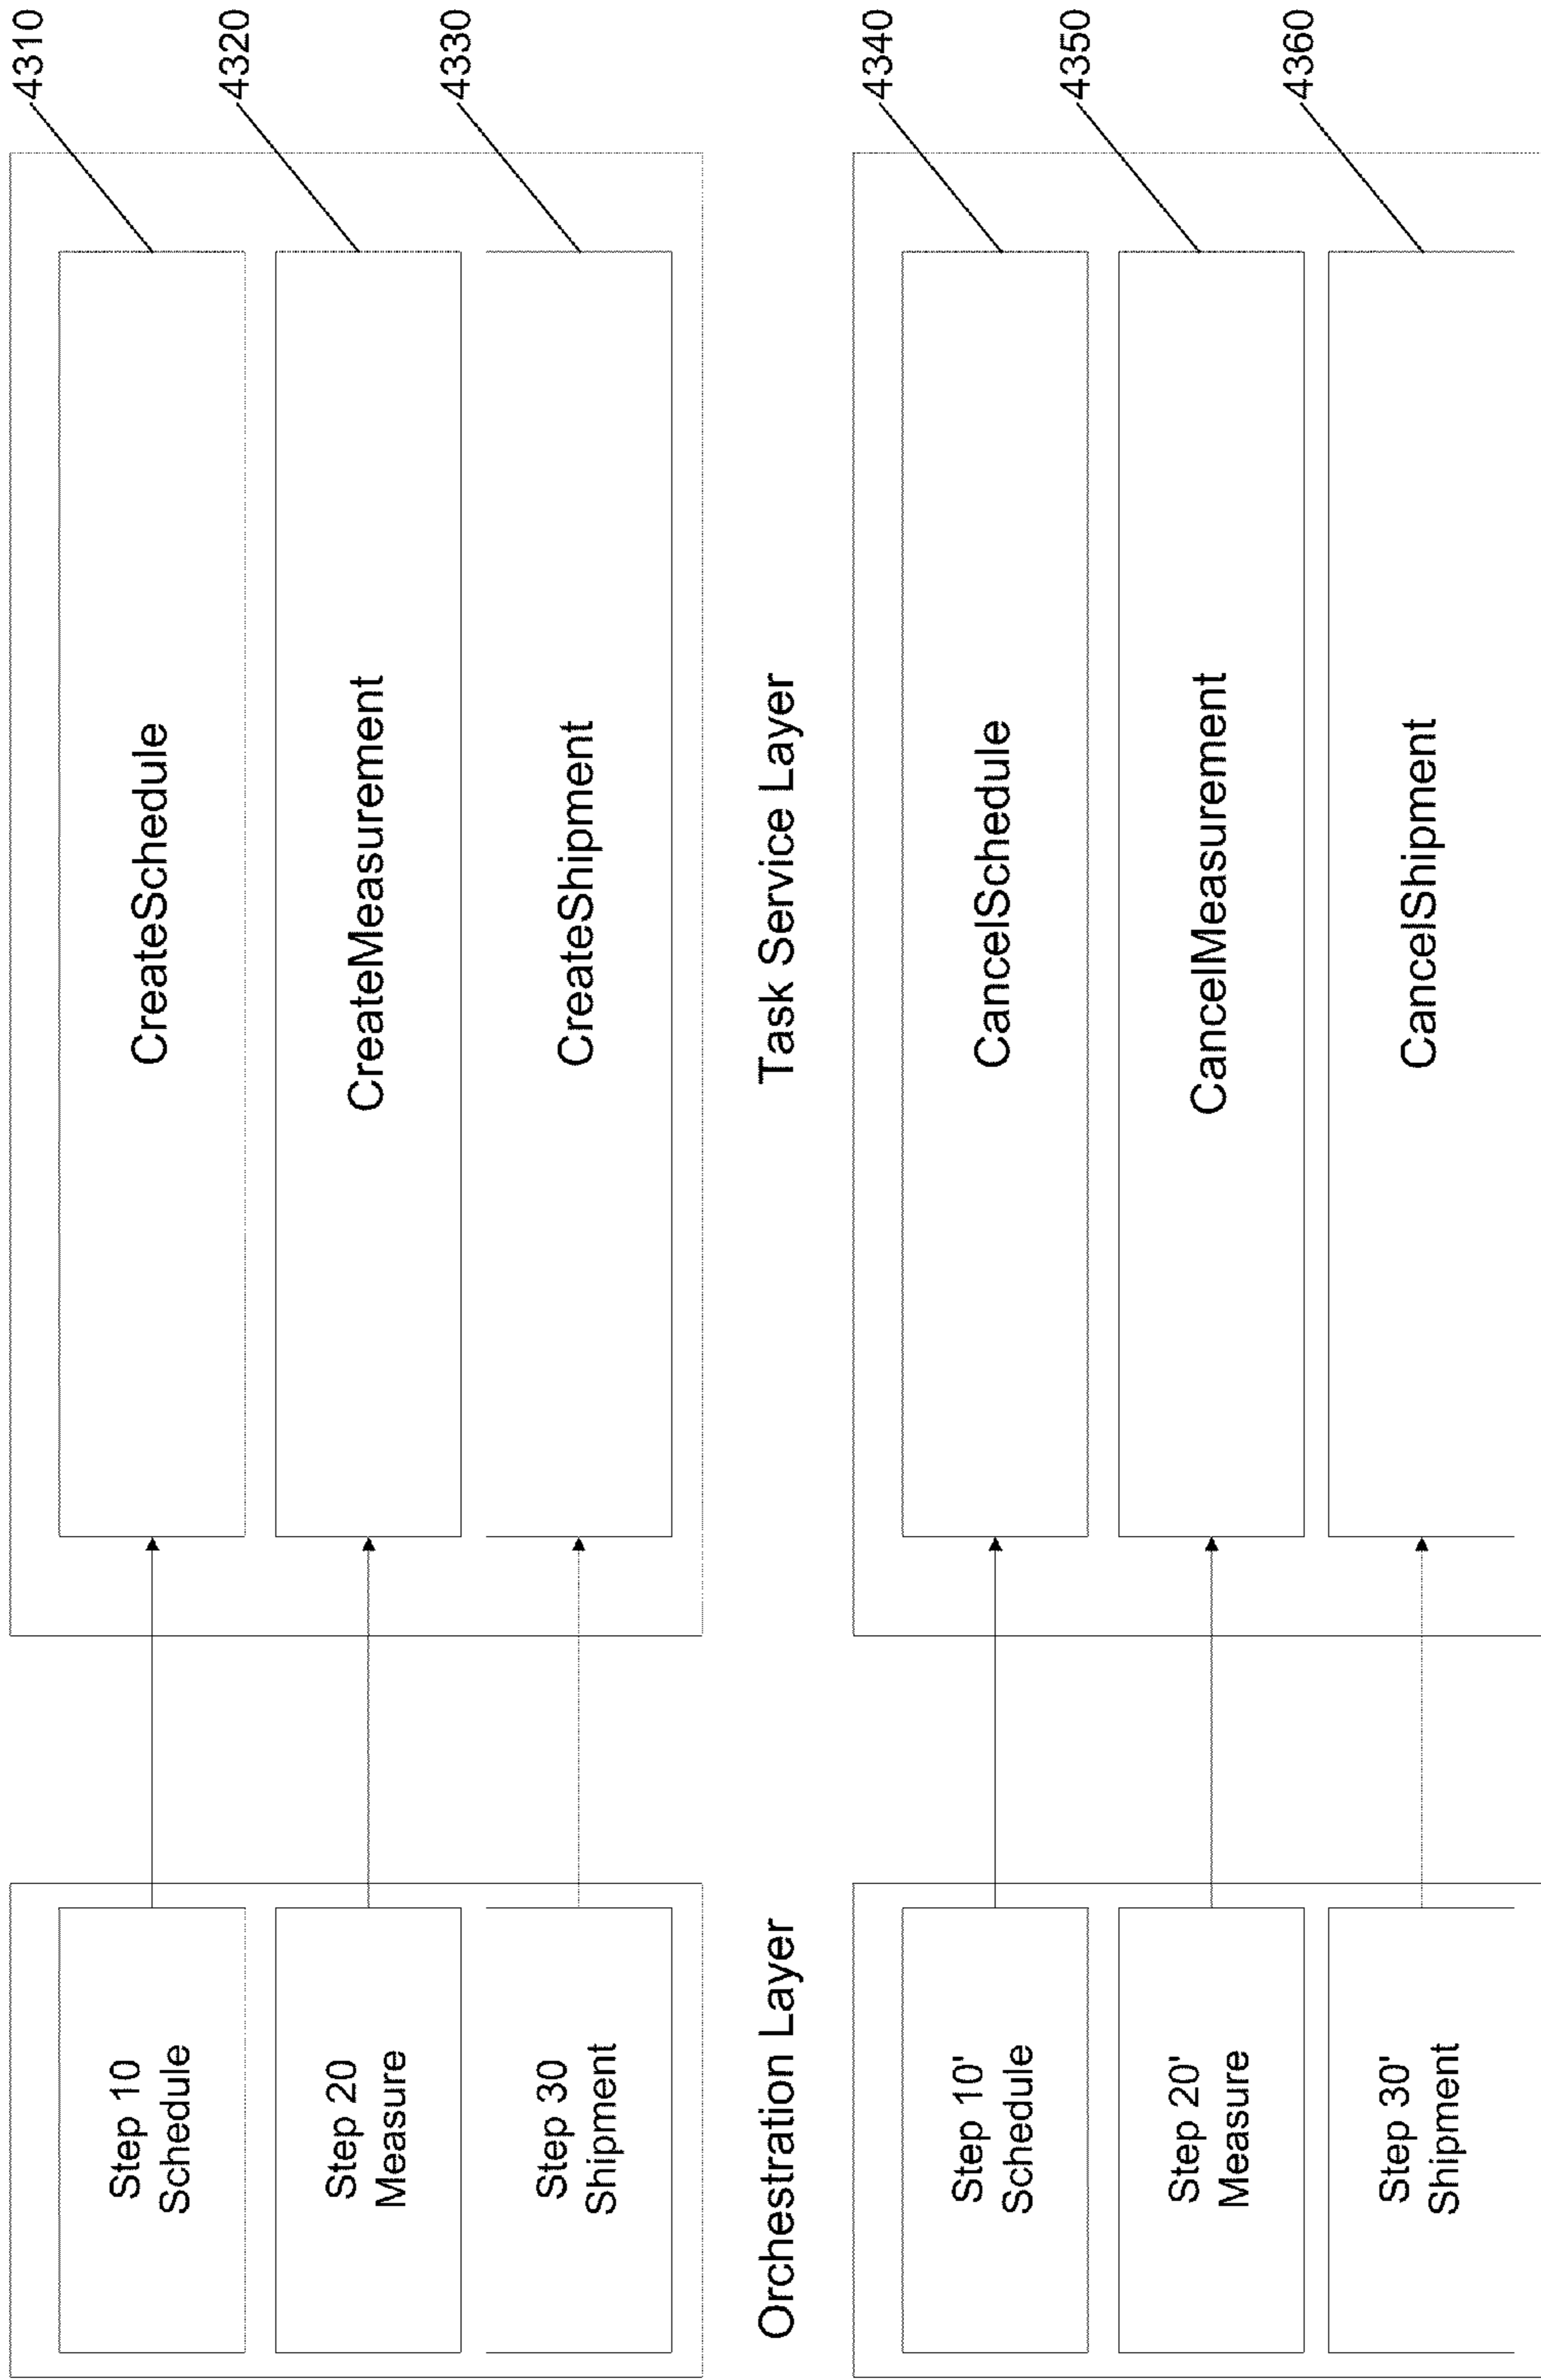 Step 10
Schedule
CreateSchedule
4310
Step 20
Measure
CreateMeasurement
4320
Step 30
Shipment
CreateShipment
4330
Orchestration Layer
Task Service Layer
Step 10'
Schedule
CancelSchedule
4340
Step 20'
Measure
CancelMeasurement
4350
Step 30'
Shipment
CancelShipment
4360